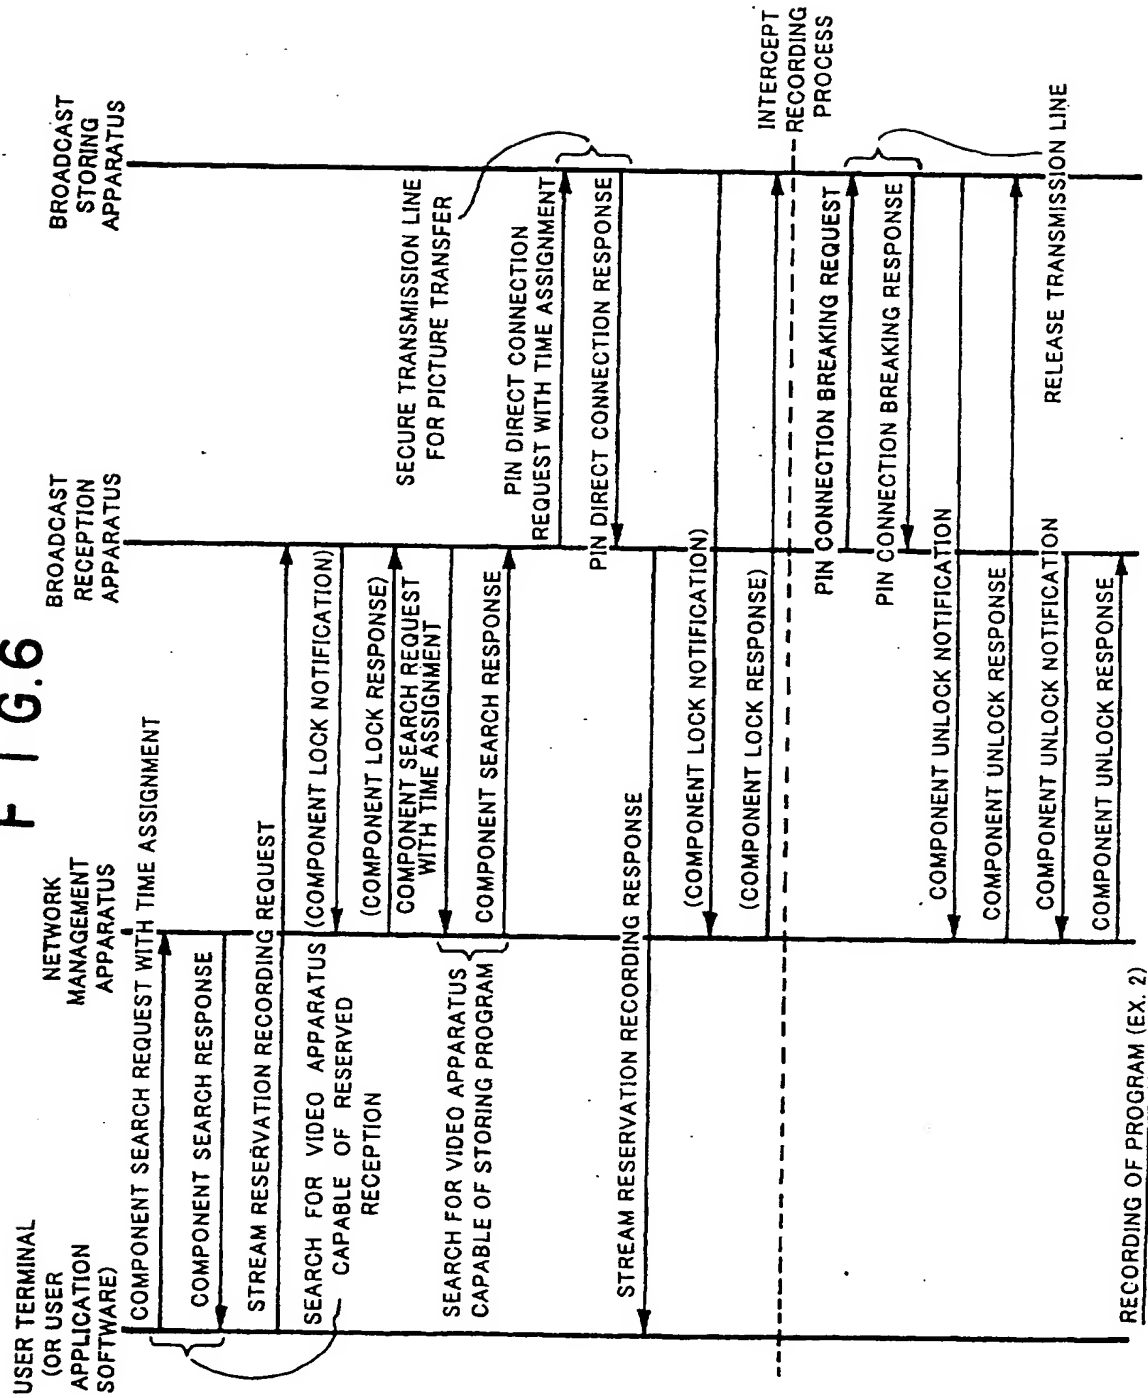 F I G.6
USER TERMINAL
(OR USER
APPLICATION
SOFTWARE)
NETWORK
MANAGEMENT
APPARATUS
BROADCAST
RECEPTION
APPARATUS
BROADCAST
STORING
APPARATUS
COMPONENT SEARCH REQUEST WITH TIME ASSIGNMENT
COMPONENT SEARCH RESPONSE
STREAM RESERVATION RECORDING REQUEST
SEARCH FOR VIDEO APPARATUS
CAPABLE OF RESERVED
RECEPTION
(COMPONENT LOCK NOTIFICATION)
(COMPONENT LOCK RESPONSE)
COMPONENT SEARCH REQUEST
WITH TIME ASSIGNMENT
SEARCH FOR VIDEO APPARATUS
CAPABLE OF STORING PROGRAM
COMPONENT SEARCH RESPONSE
SECURE TRANSMISSION LINE
FOR PICTURE TRANSFER
PIN DIRECT CONNECTION
REQUEST WITH TIME ASSIGNMENT
PIN DIRECT CONNECTION RESPONSE
STREAM RESERVATION RECORDING RESPONSE
(COMPONENT LOCK NOTIFICATION)
(COMPONENT LOCK RESPONSE)
INTERCEPT
RECORDING
PROCESS
PIN CONNECTION BREAKING REQUEST
PIN CONNECTION BREAKING RESPONSE
COMPONENT UNLOCK NOTIFICATION
COMPONENT UNLOCK RESPONSE
RELEASE TRANSMISSION LINE
COMPONENT UNLOCK NOTIFICATION
COMPONENT UNLOCK RESPONSE
RECORDING OF PROGRAM (EX. 2)